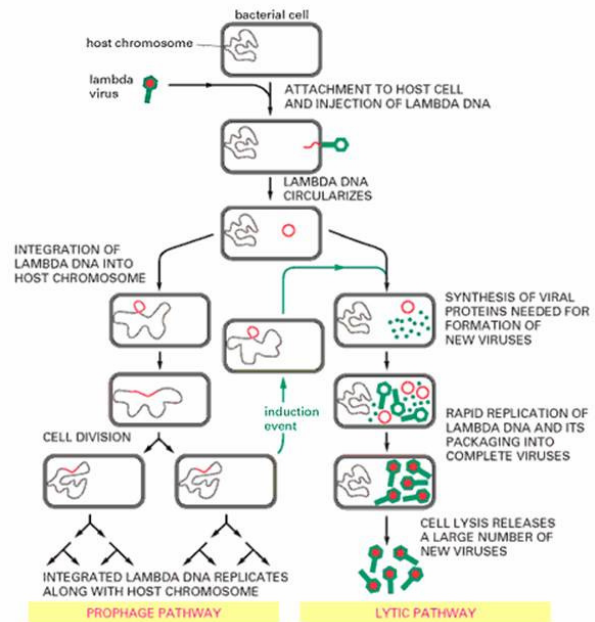 bacterial cell
host chromosome
lambda
virus
ATTACHMENT TO HOST CELL
AND INJECTION OF LAMBDA DNA
LAMBDA DNA
CIRCULARIZES
INTEGRATION OF
LAMBDA DNA INTO
HOST CHROMOSOME
SYNTHESIS OF VIRAL
PROTEINS NEEDED FOR
FORMATION OF
NEW VIRUSES
induction
event
RAPID REPLICATION OF
LAMBDA DNA AND ITS
PACKAGING INTO
COMPLETE VIRUSES
CELL DIVISION
CELL LYSIS RELEASES
A LARGE NUMBER OF
NEW VIRUSES
INTEGRATED LAMBDA DNA REPLICATES
ALONG WITH HOST CHROMOSOME
PROPHAGE PATHWAY
LYTIC PATHWAY